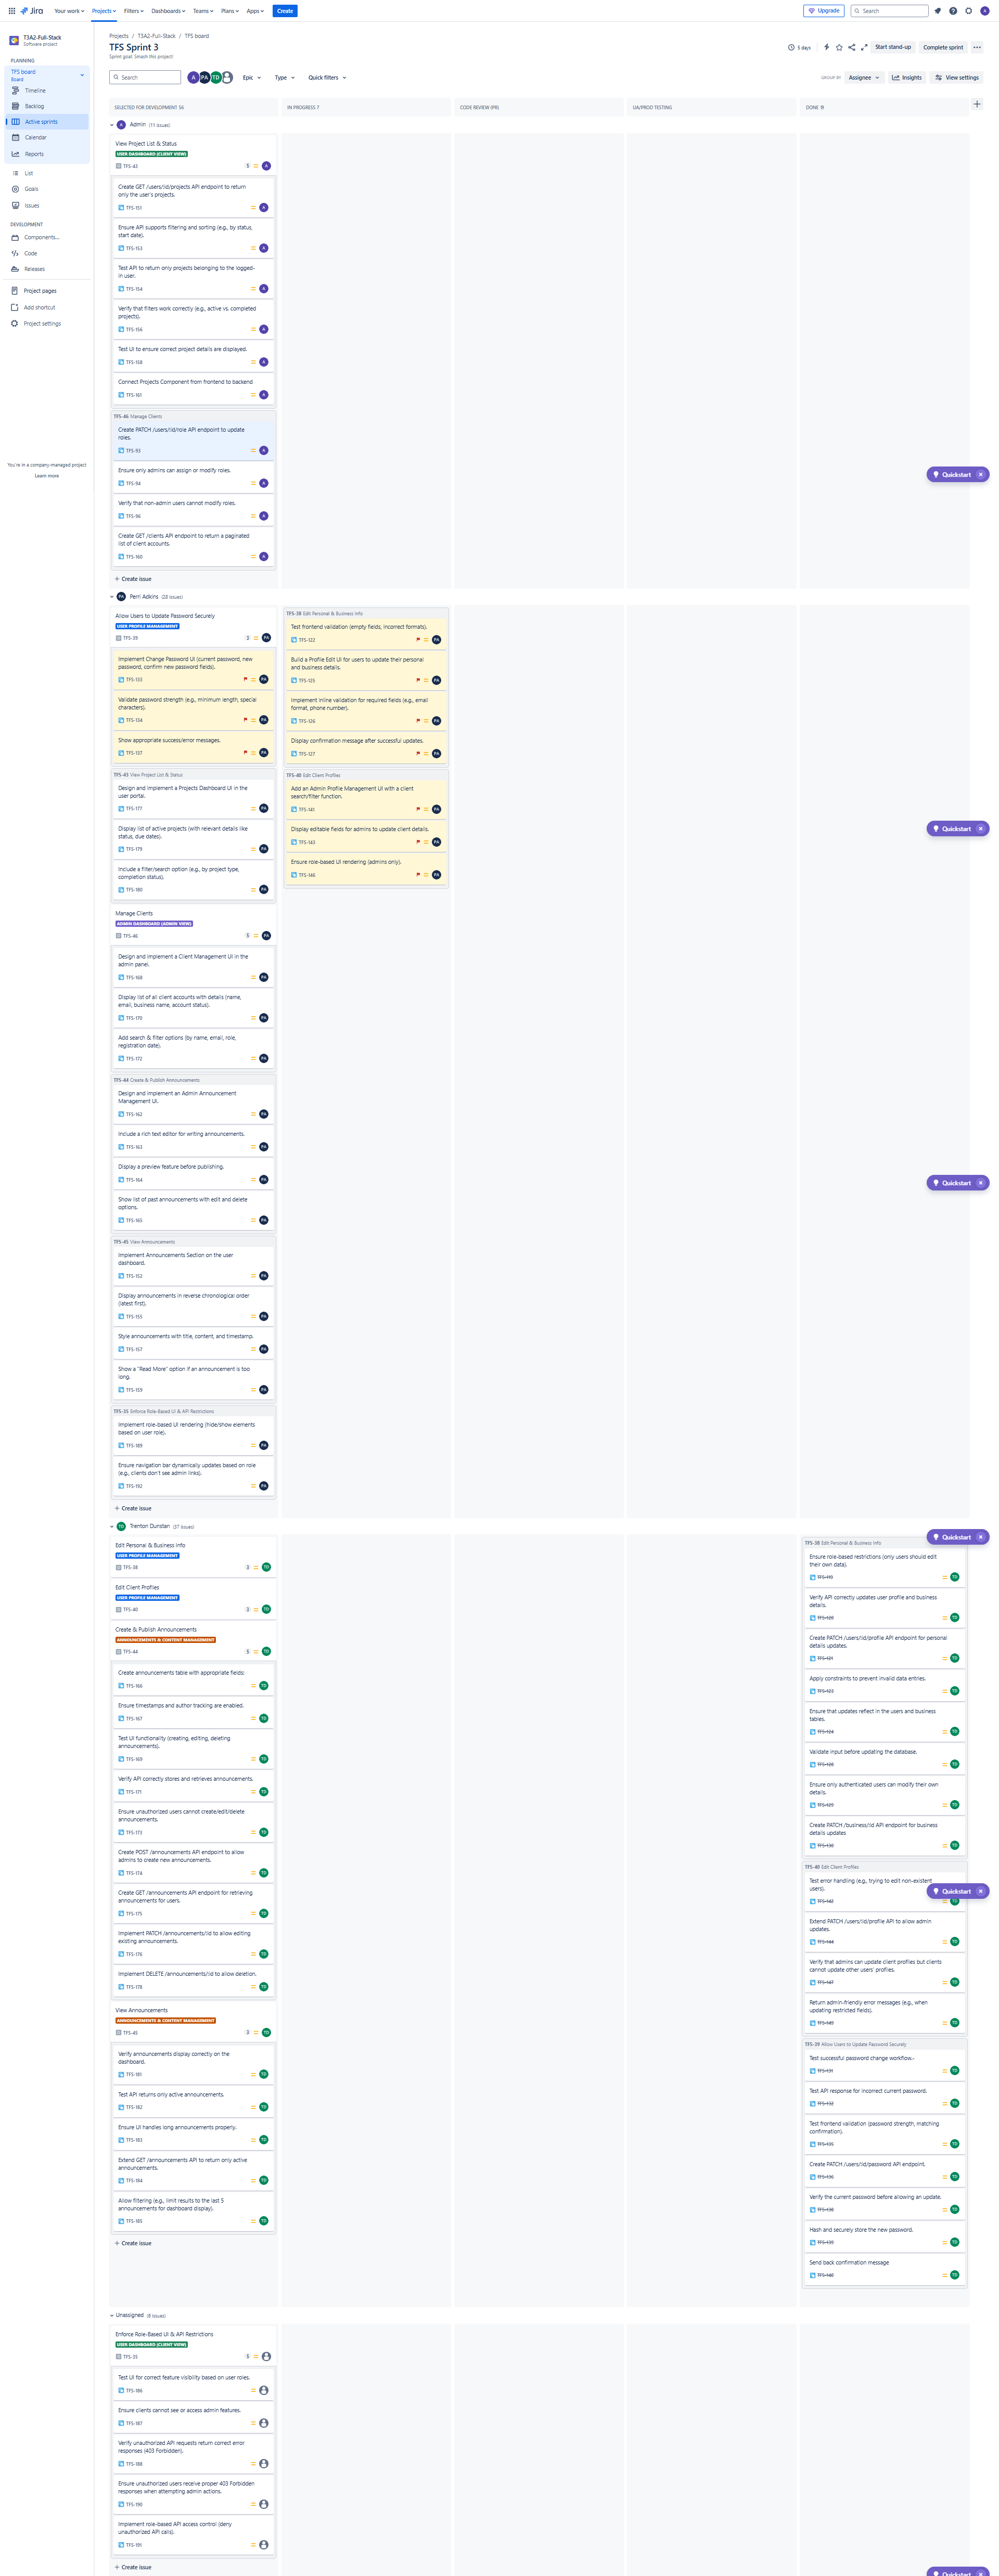 Jira
Your work
Projects
Filters
Dashboards
Teams
Plans
Apps
Create
Upgrade
Search
T3A2-Full-Stack
Software project
PLANNING
TFS board
Board
Timeline
Backlog
Active sprints
Calendar
Reports
List
Goals
Issues
DEVELOPMENT
Components...
Code
Releases
Project pages
Add shortcut
Project settings
You're in a company-managed project
Learn more
Projects / T3A2-Full-Stack / TFS board
TFS Sprint 3
Sprint goal: Smash this project!
5 days
Start stand-up
Complete sprint
Search
A PA TD
Epic
Type
Quick filters
GROUP BY
Assignee
Insights
View settings
SELECTED FOR DEVELOPMENT 56
IN PROGRESS 7
CODE REVIEW (PR)
UA/PROD TESTING
DONE 19
Admin (11 issues)
View Project List & Status
USER DASHBOARD (CLIENT VIEW)
TFS-43
5
Create GET /users/:id/projects API endpoint to return
only the user's projects.
TFS-151
Ensure API supports filtering and sorting (e.g., by status,
start date).
TFS-153
Test API to return only projects belonging to the logged-
in user.
TFS-154
Verify that filters work correctly (e.g., active vs. completed
projects).
TFS-156
Test UI to ensure correct project details are displayed.
TFS-158
Connect Projects Component from frontend to backend
TFS-161
TFS-46 Manage Clients
Create PATCH /users/:id/role API endpoint to update
roles.
TFS-93
Ensure only admins can assign or modify roles.
TFS-94
Verify that non-admin users cannot modify roles.
TFS-96
Create GET /clients API endpoint to return a paginated
list of client accounts.
TFS-160
Create issue
Quickstart
Perri Adkins (23 issues)
Allow Users to Update Password Securely
USER PROFILE MANAGEMENT
TFS-39
3
Implement Change Password UI (current password, new
password, confirm new password fields).
TFS-133
Validate password strength (e.g., minimum length, special
characters).
TFS-134
Show appropriate success/error messages.
TFS-137
TFS-43 View Project List & Status
Design and implement a Projects Dashboard UI in the
user portal.
TFS-177
Display list of active projects (with relevant details like
status, due dates).
TFS-179
Include a filter/search option (e.g., by project type,
completion status).
TFS-180
Manage Clients
ADMIN DASHBOARD (ADMIN VIEW)
TFS-46
5
Design and implement a Client Management UI in the
admin panel.
TFS-168
Display list of all client accounts with details (name,
email, business name, account status).
TFS-170
Add search & filter options (by name, email, role,
registration date).
TFS-172
TFS-44 Create & Publish Announcements
Design and implement an Admin Announcement
Management UI.
TFS-162
Include a rich text editor for writing announcements.
TFS-163
Display a preview feature before publishing.
TFS-164
Show list of past announcements with edit and delete
options.
TFS-165
TFS-45 View Announcements
Implement Announcements Section on the user
dashboard.
TFS-152
Display announcements in reverse chronological order
(latest first).
TFS-155
Style announcements with title, content, and timestamp.
TFS-157
Show a "Read More" option if an announcement is too
long.
TFS-159
TFS-35 Enforce Role-Based UI & API Restrictions
Implement role-based UI rendering (hide/show elements
based on user role).
TFS-189
Ensure navigation bar dynamically updates based on role
(e.g., clients don't see admin links).
TFS-192
Create issue
TFS-38 Edit Personal & Business Info
Test frontend validation (empty fields, incorrect formats).
TFS-122
Build a Profile Edit UI for users to update their personal
and business details.
TFS-125
Implement inline validation for required fields (e.g., email
format, phone number).
TFS-126
Display confirmation message after successful updates.
TFS-127
TFS-40 Edit Client Profiles
Add an Admin Profile Management UI with a client
search/filter function.
TFS-141
Display editable fields for admins to update client details.
TFS-143
Ensure role-based UI rendering (admins only).
TFS-146
Quickstart
Quickstart
Trenton Dunstan (37 issues)
Edit Personal & Business Info
USER PROFILE MANAGEMENT
TFS-38
3
Edit Client Profiles
USER PROFILE MANAGEMENT
TFS-40
3
Create & Publish Announcements
ANNOUNCEMENTS & CONTENT MANAGEMENT
TFS-44
5
Create announcements table with appropriate fields:
TFS-166
Ensure timestamps and author tracking are enabled.
TFS-167
Test UI functionality (creating, editing, deleting
announcements).
TFS-169
Verify API correctly stores and retrieves announcements.
TFS-171
Ensure unauthorized users cannot create/edit/delete
announcements.
TFS-173
Create POST /announcements API endpoint to allow
admins to create new announcements.
TFS-174
Create GET /announcements API endpoint for retrieving
announcements for users.
TFS-175
Implement PATCH /announcements/:id to allow editing
existing announcements.
TFS-176
Implement DELETE /announcements/:id to allow deletion.
TFS-178
View Announcements
ANNOUNCEMENTS & CONTENT MANAGEMENT
TFS-45
3
Verify announcements display correctly on the
dashboard.
TFS-181
Test API returns only active announcements.
TFS-182
Ensure UI handles long announcements properly.
TFS-183
Extend GET /announcements API to return only active
announcements.
TFS-184
Allow filtering (e.g., limit results to the last 5
announcements for dashboard display).
TFS-185
Create issue
Quickstart
TFS-38 Edit Personal & Business Info
Ensure role-based restrictions (only users should edit
their own data).
TFS-119
Verify API correctly updates user profile and business
details.
TFS-120
Create PATCH /users/:id/profile API endpoint for personal
details updates.
TFS-121
Apply constraints to prevent invalid data entries.
TFS-123
Ensure that updates reflect in the users and business
tables.
TFS-124
Validate input before updating the database.
TFS-128
Ensure only authenticated users can modify their own
details.
TFS-129
Create PATCH /business/:id API endpoint for business
details updates
TFS-130
TFS-40 Edit Client Profiles
Test error handling (e.g., trying to edit non-existent
users).
TFS-142
Quickstart
Extend PATCH /users/:id/profile API to allow admin
updates.
TFS-144
Verify that admins can update client profiles but clients
cannot update other users' profiles.
TFS-147
Return admin-friendly error messages (e.g., when
updating restricted fields).
TFS-149
TFS-39 Allow Users to Update Password Securely
Test successful password change workflow.-
TFS-131
Test API response for incorrect current password.
TFS-132
Test frontend validation (password strength, matching
confirmation).
TFS-135
Create PATCH /users/:id/password API endpoint.
TFS-136
Verify the current password before allowing an update.
TFS-138
Hash and securely store the new password.
TFS-139
Send back confirmation message
TFS-140
Unassigned (6 issues)
Enforce Role-Based UI & API Restrictions
USER DASHBOARD (CLIENT VIEW)
TFS-35
5
Test UI for correct feature visibility based on user roles.
TFS-186
Ensure clients cannot see or access admin features.
TFS-187
Verify unauthorized API requests return correct error
responses (403 Forbidden).
TFS-188
Ensure unauthorized users receive proper 403 Forbidden
responses when attempting admin actions.
TFS-190
Implement role-based API access control (deny
unauthorized API calls).
TFS-191
Create issue
Quickstart